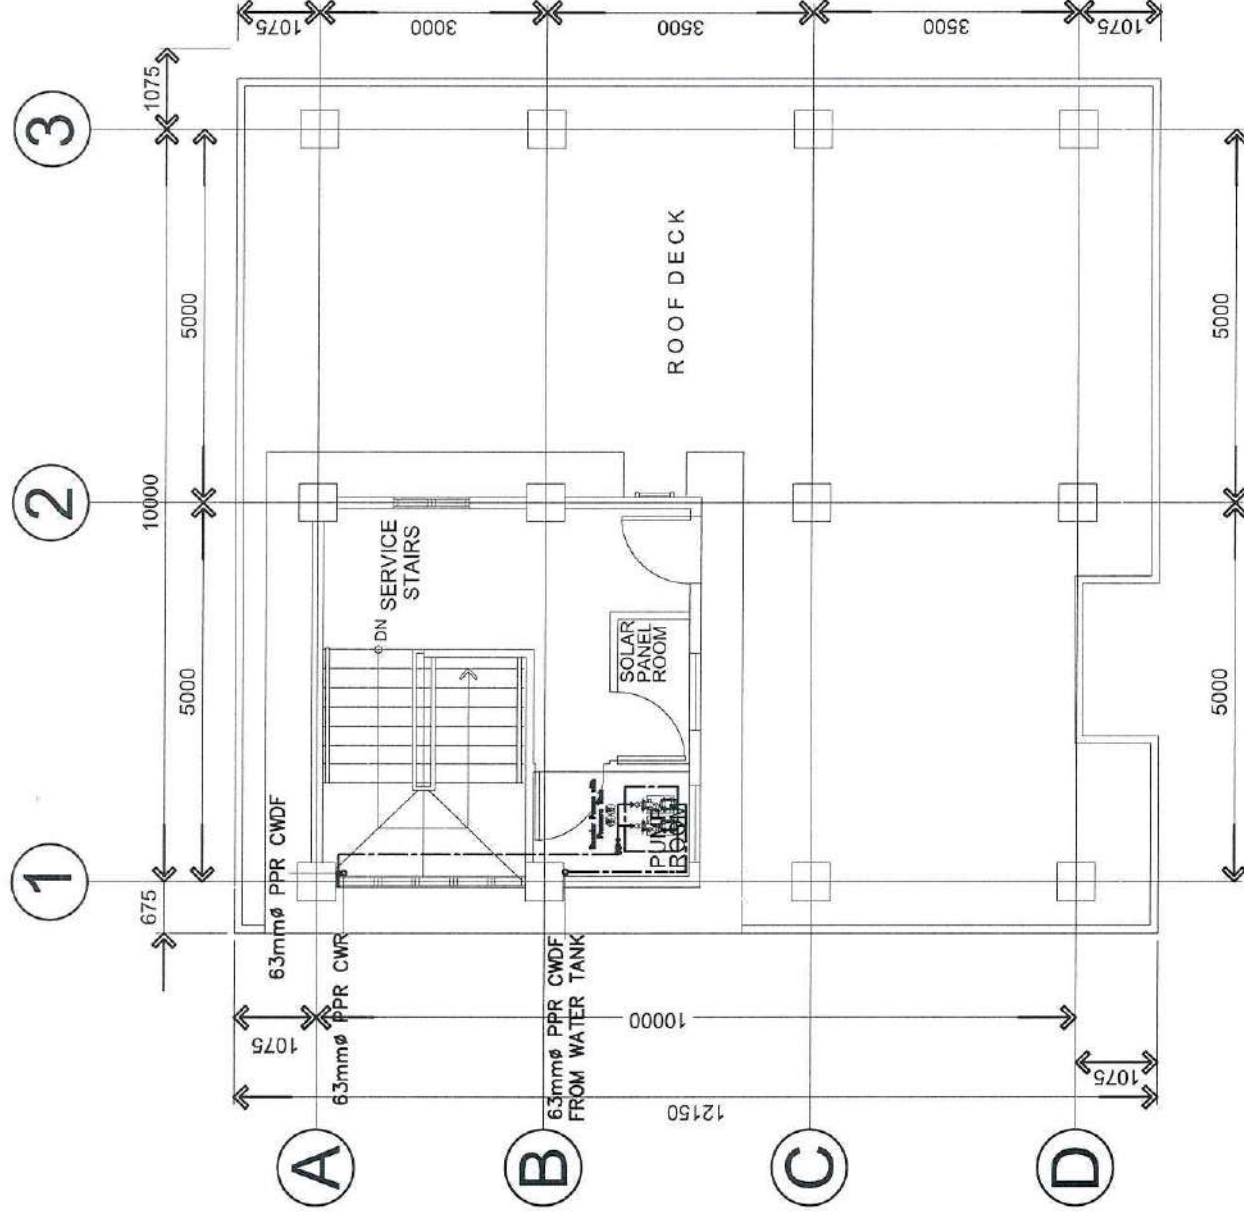 3
2
1
1075
10000
675
5000
5000
1075
3000
3500
3500
1075
63mmø PPR CWDF
63mmø PPR CWR
63mmø PPR CWDF
FROM WATER TANK
DN
SERVICE
STAIRS
SOLAR
PANEL
ROOM
PUMP
ROOM
ROOF DECK
1075
10000
1075
12150
5000
5000
A
B
C
D